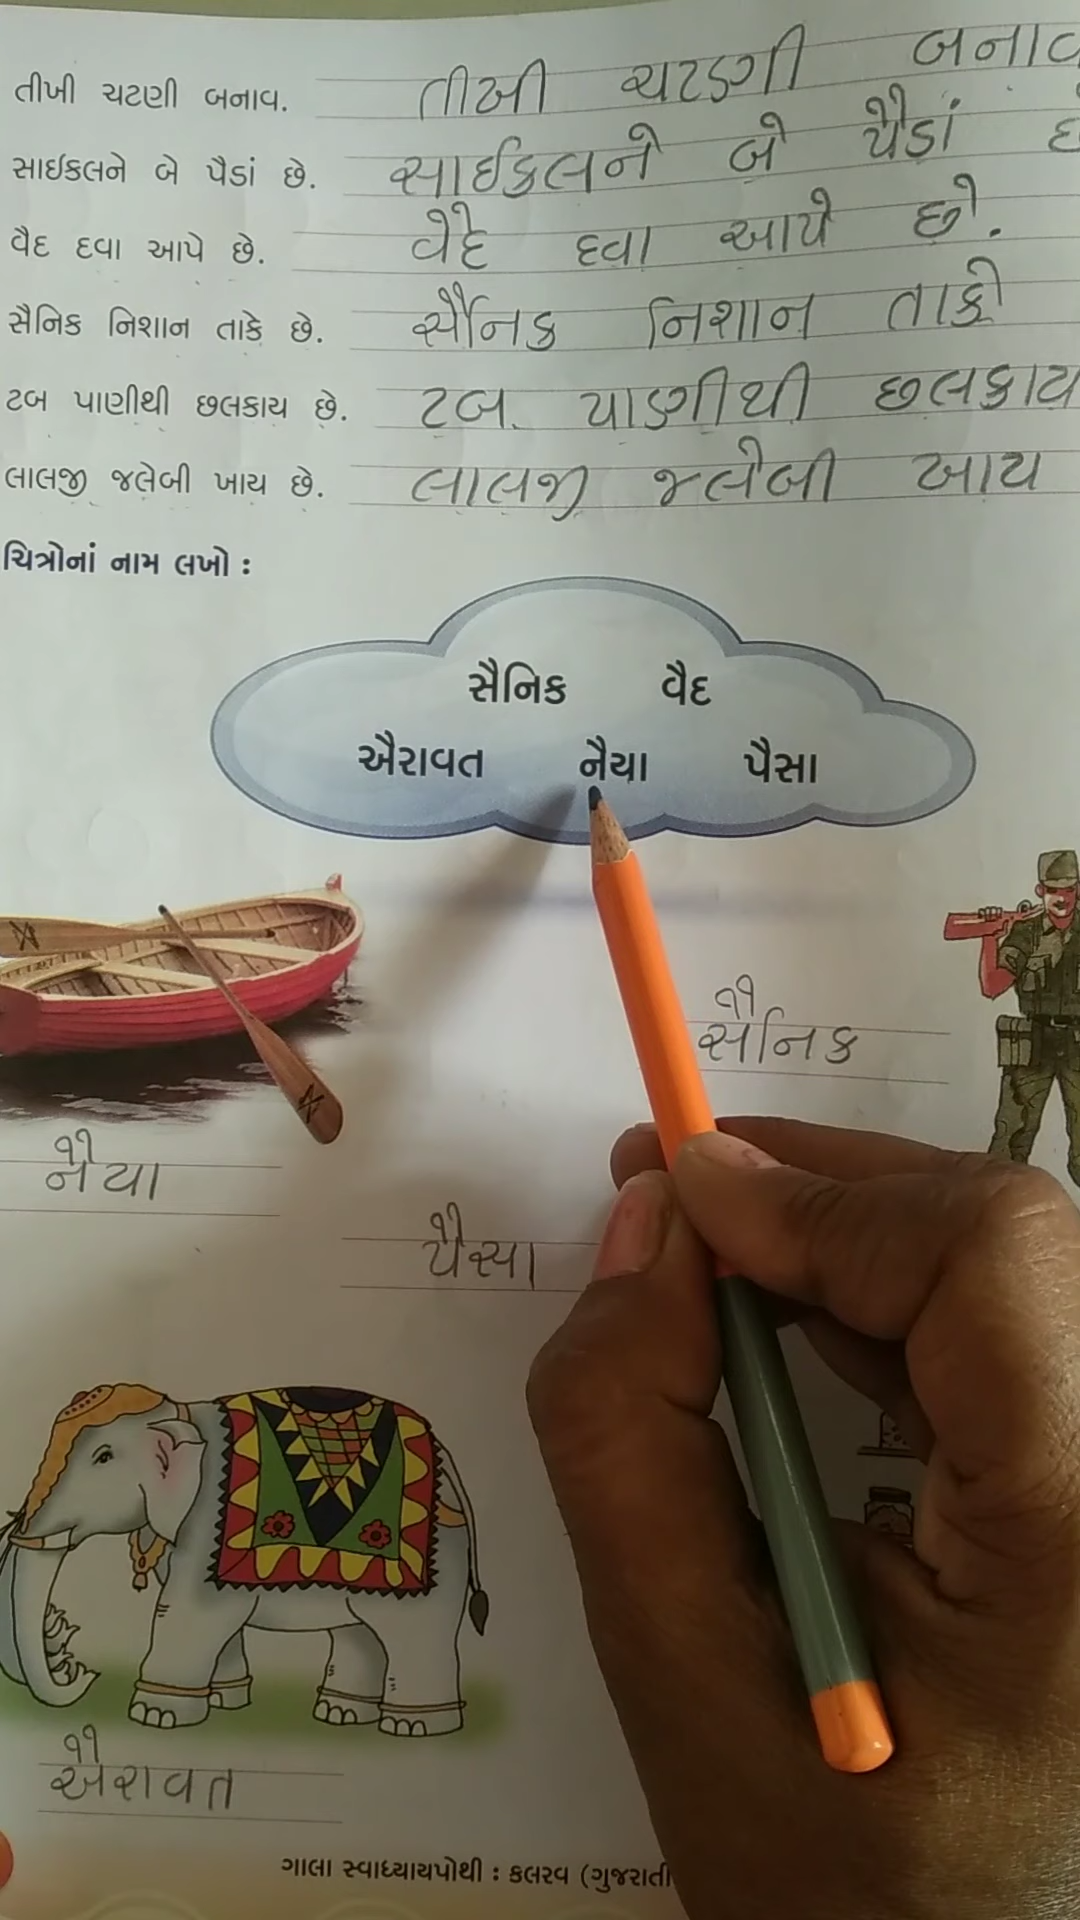 તીખી ચટણી બનાવ. તીખી ચટણી બનાવ
સાઈકલને બે પૈડાં છે. સાઈકલને બે પૈડાં છે
વૈદ દવા આપે છે. વૈદ દવા આપે છે.
સૈનિક નિશાન તાકે છે. સૈનિક નિશાન તાકે
ટબ પાણીથી છલકાય છે. ટબ પાણીથી છલકાય
લાલજી જલેબી ખાય છે. લાલજી જલેબી ખાય
ચિત્રોનાં નામ લખો :
સૈનિક વૈદ
ઐરાવત નૈયા પૈસા
સૈનિક
નૈયા
પૈસા
ઐરાવત
ગાલા સ્વાધ્યાયપોથી : કલરવ (ગુજરાતી